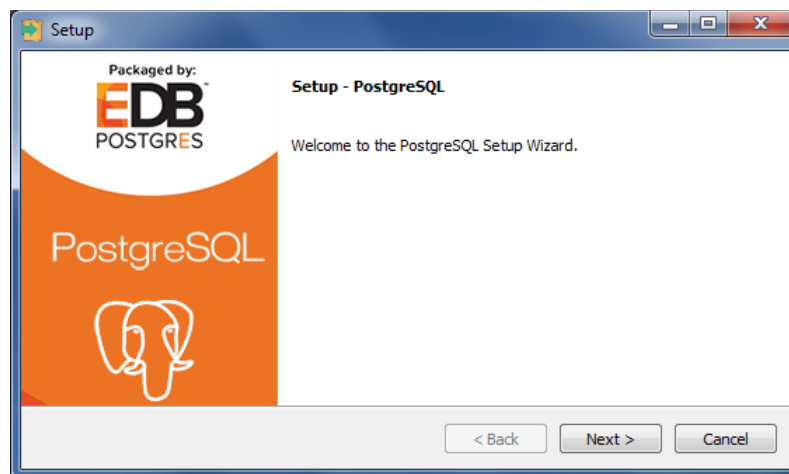 Setup
Packaged by:
EDB
POSTGRES
PostgreSQL
Setup - PostgreSQL
Welcome to the PostgreSQL Setup Wizard.
< Back
Next >
Cancel